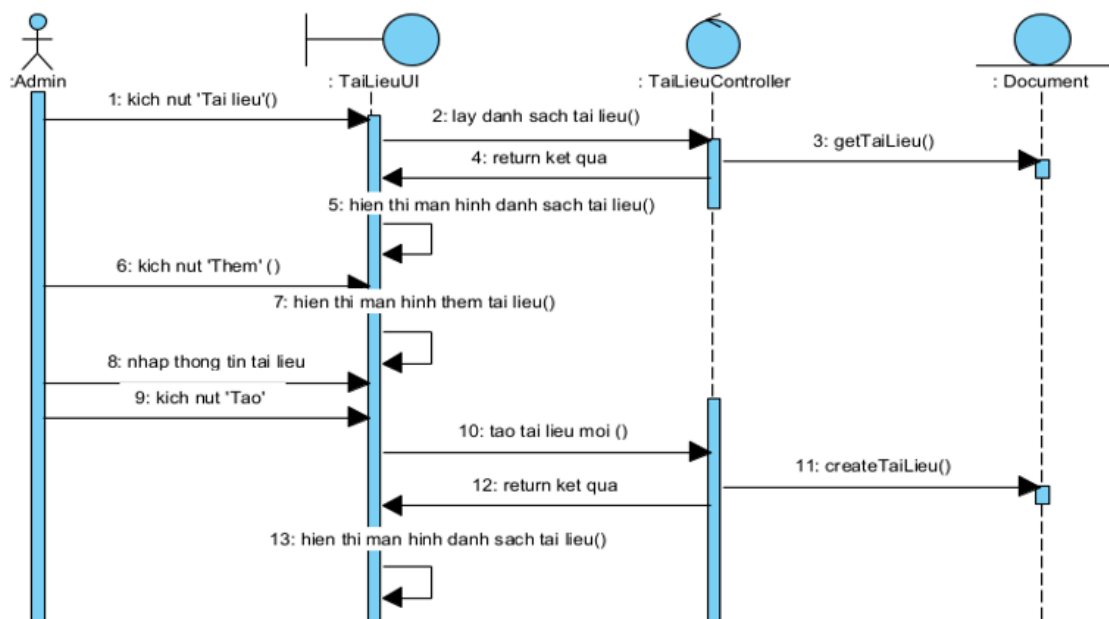 :Admin
: TaiLieuUI
: TaiLieuController
: Document
1: kich nut 'Tai lieu'()
2: lay danh sach tai lieu()
3: getTaiLieu()
4: return ket qua
5: hien thi man hinh danh sach tai lieu()
6: kich nut 'Them' ()
7: hien thi man hinh them tai lieu()
8: nhap thong tin tai lieu
9: kich nut 'Tao'
10: tao tai lieu moi ()
11: createTaiLieu()
12: return ket qua
13: hien thi man hinh danh sach tai lieu()